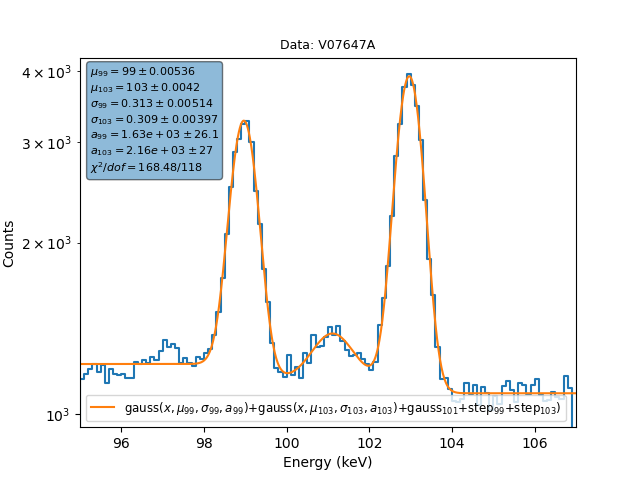 Data: V07647A
μ₉₉ = 99 ± 0.00536
μ₁₀₃ = 103 ± 0.0042
σ₉₉ = 0.313 ± 0.00514
σ₁₀₃ = 0.309 ± 0.00397
a₉₉ = 1.63e + 03 ± 26.1
a₁₀₃ = 2.16e + 03 ± 27
χ²/dof = 168.48/118
4 × 10³
3 × 10³
2 × 10³
10³
Counts
gauss(x, μ₉₉, σ₉₉, a₉₉)+gauss(x, μ₁₀₃, σ₁₀₃, a₁₀₃)+gauss₁₀₁+step₉₉+step₁₀₃)
96 98 100 102 104 106
Energy (keV)